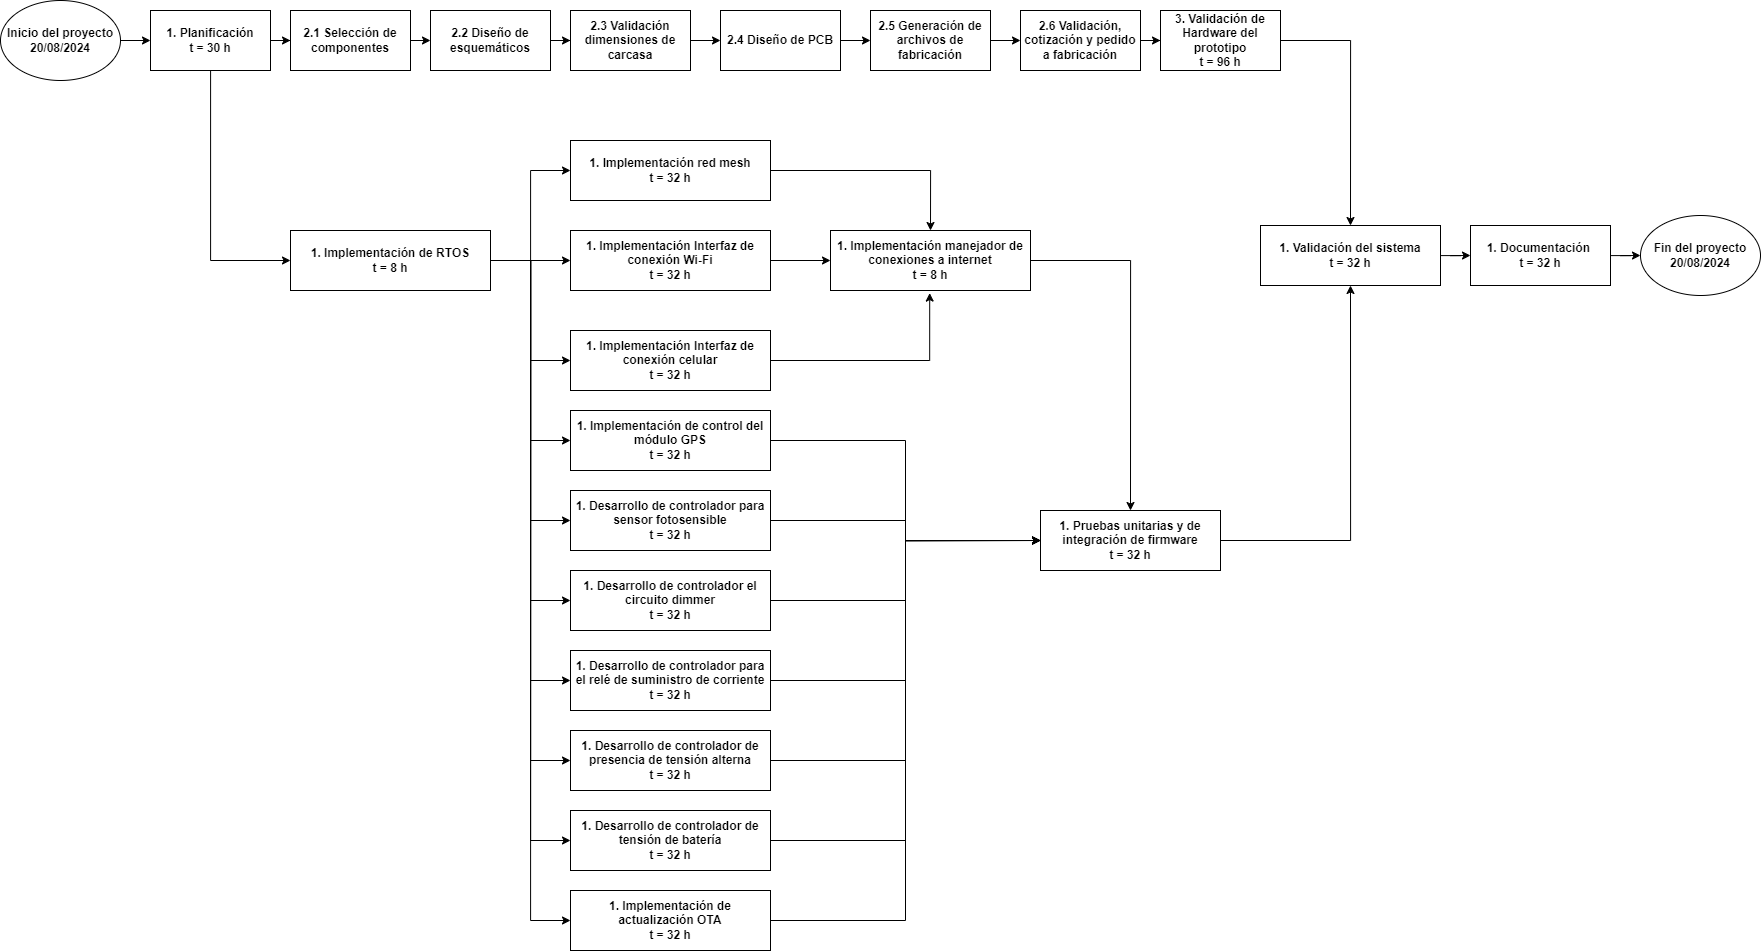 Inicio del proyecto
20/08/2024
1. Planificación
t = 30 h
2.1 Selección de
componentes
2.2 Diseño de
esquemáticos
2.3 Validación
dimensiones de
carcasa
2.4 Diseño de PCB
2.5 Generación de
archivos de
fabricación
2.6 Validación,
cotización y pedido
a fabricación
3. Validación de
Hardware del
prototipo
t = 96 h
1. Implementación red mesh
t = 32 h
1. Implementación de RTOS
t = 8 h
1. Implementación Interfaz de
conexión Wi-Fi
t = 32 h
1. Implementación manejador de
conexiones a internet
t = 8 h
1. Validación del sistema
t = 32 h
1. Documentación
t = 32 h
Fin del proyecto
20/08/2024
1. Implementación Interfaz de
conexión celular
t = 32 h
1. Implementación de control del
módulo GPS
t = 32 h
1. Desarrollo de controlador para
sensor fotosensible
t = 32 h
1. Pruebas unitarias y de
integración de firmware
t = 32 h
1. Desarrollo de controlador el
circuito dimmer
t = 32 h
1. Desarrollo de controlador para
el relé de suministro de corriente
t = 32 h
1. Desarrollo de controlador de
presencia de tensión alterna
t = 32 h
1. Desarrollo de controlador de
tensión de batería
t = 32 h
1. Implementación de
actualización OTA
t = 32 h